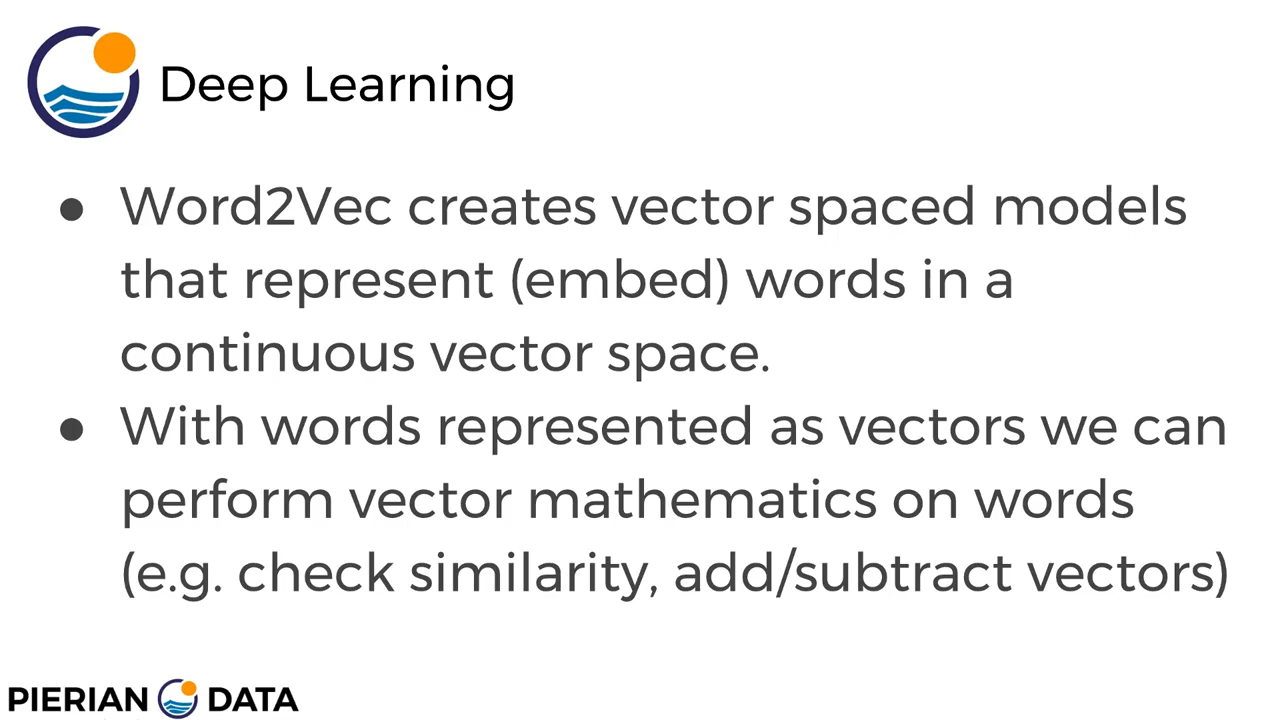 Deep Learning
● Word2Vec creates vector spaced models
that represent (embed) words in a
continuous vector space.
● With words represented as vectors we can
perform vector mathematics on words
(e.g. check similarity, add/subtract vectors)
PIERIAN DATA